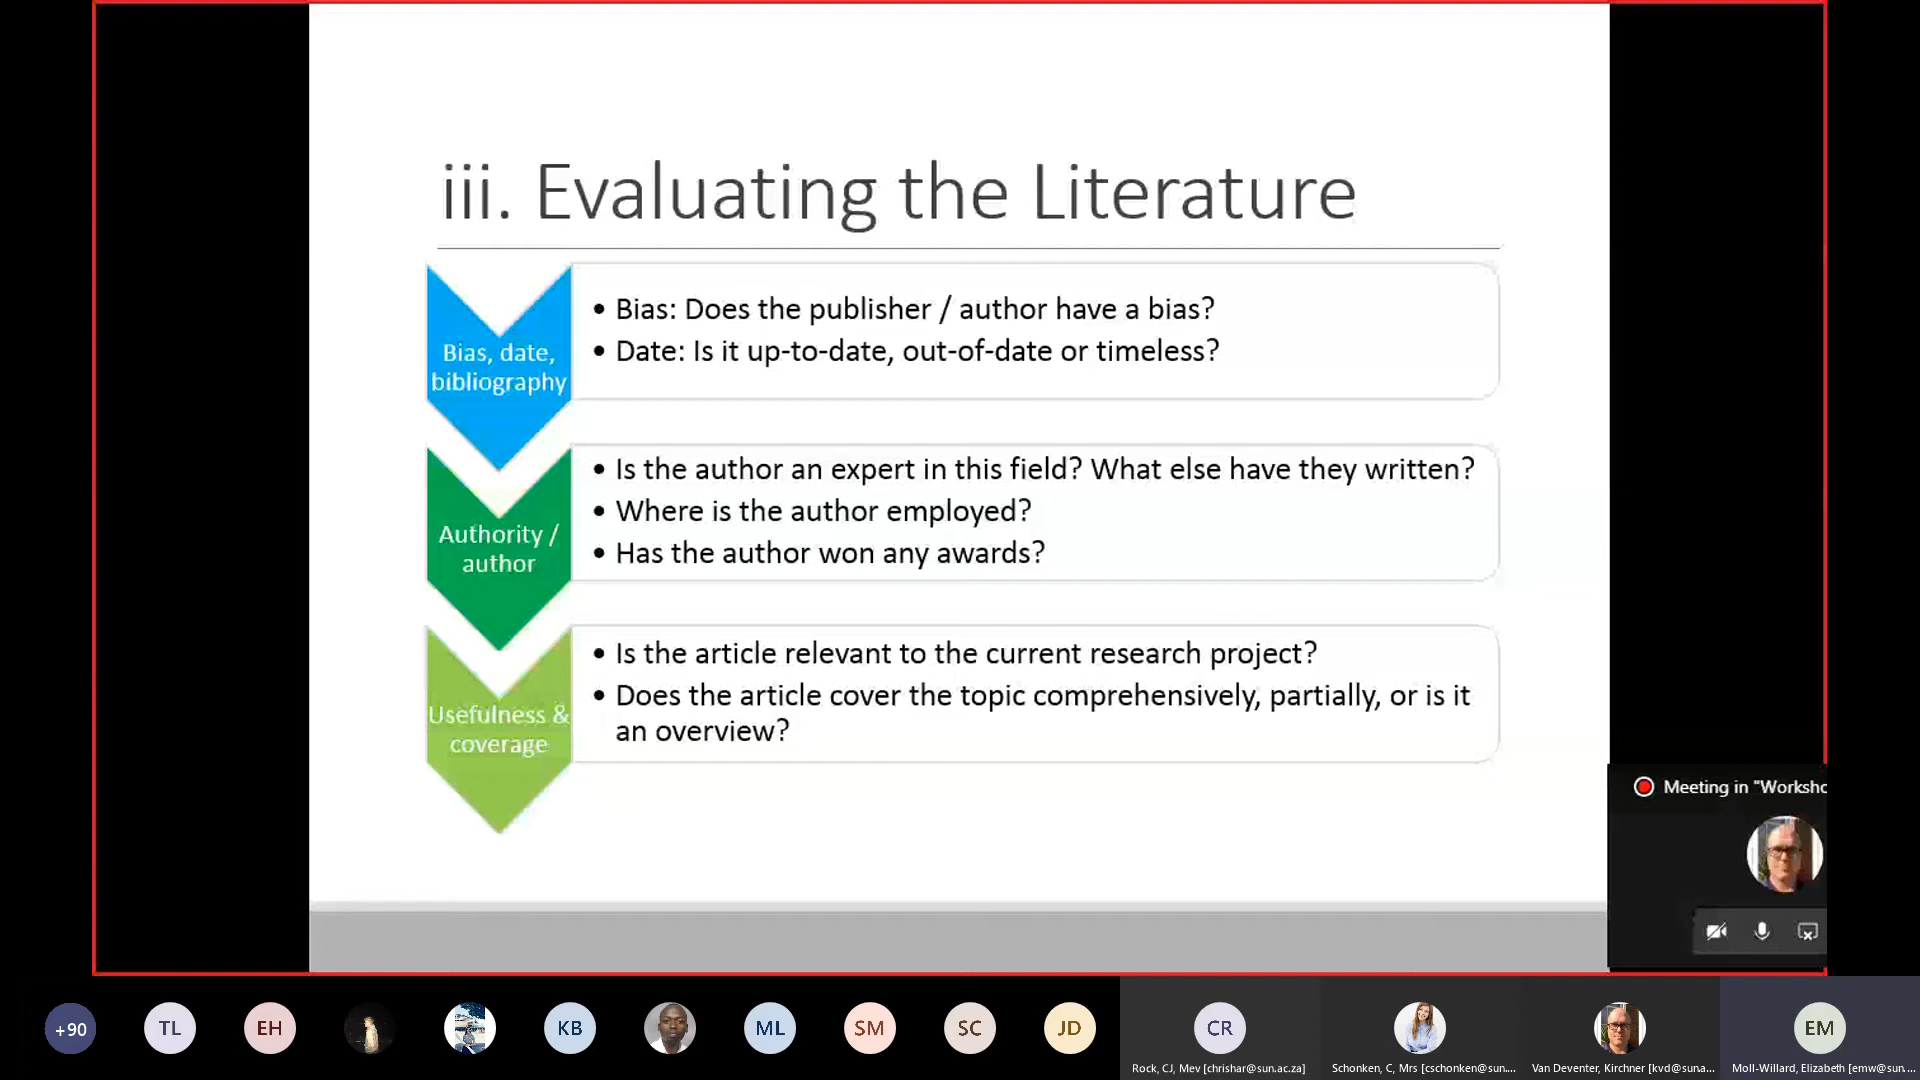 iii. Evaluating the Literature
Bias, date,
bibliography
• Bias: Does the publisher / author have a bias?
• Date: Is it up-to-date, out-of-date or timeless?
Authority /
author
• Is the author an expert in this field? What else have they written?
• Where is the author employed?
• Has the author won any awards?
Usefulness &
coverage
• Is the article relevant to the current research project?
• Does the article cover the topic comprehensively, partially, or is it
an overview?
Meeting in "Worksho
+90
TL
EH
KB
ML
SM
SC
JD
CR
EM
Rock, CJ, Mev [chrishar@sun.ac.za]
Schonken, C, Mrs [cschonken@sun....
Van Deventer, Kirchner [kvd@suna...
Moll-Willard, Elizabeth [emw@sun....